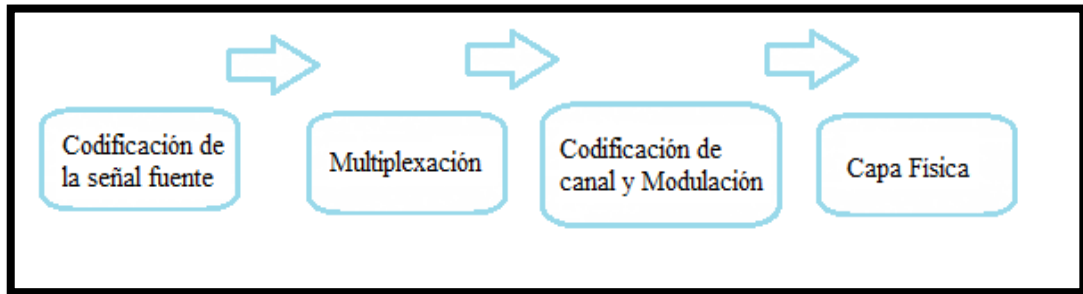 Codificación de
la señal fuente
Multiplexación
Codificación de
canal y Modulación
Capa Física